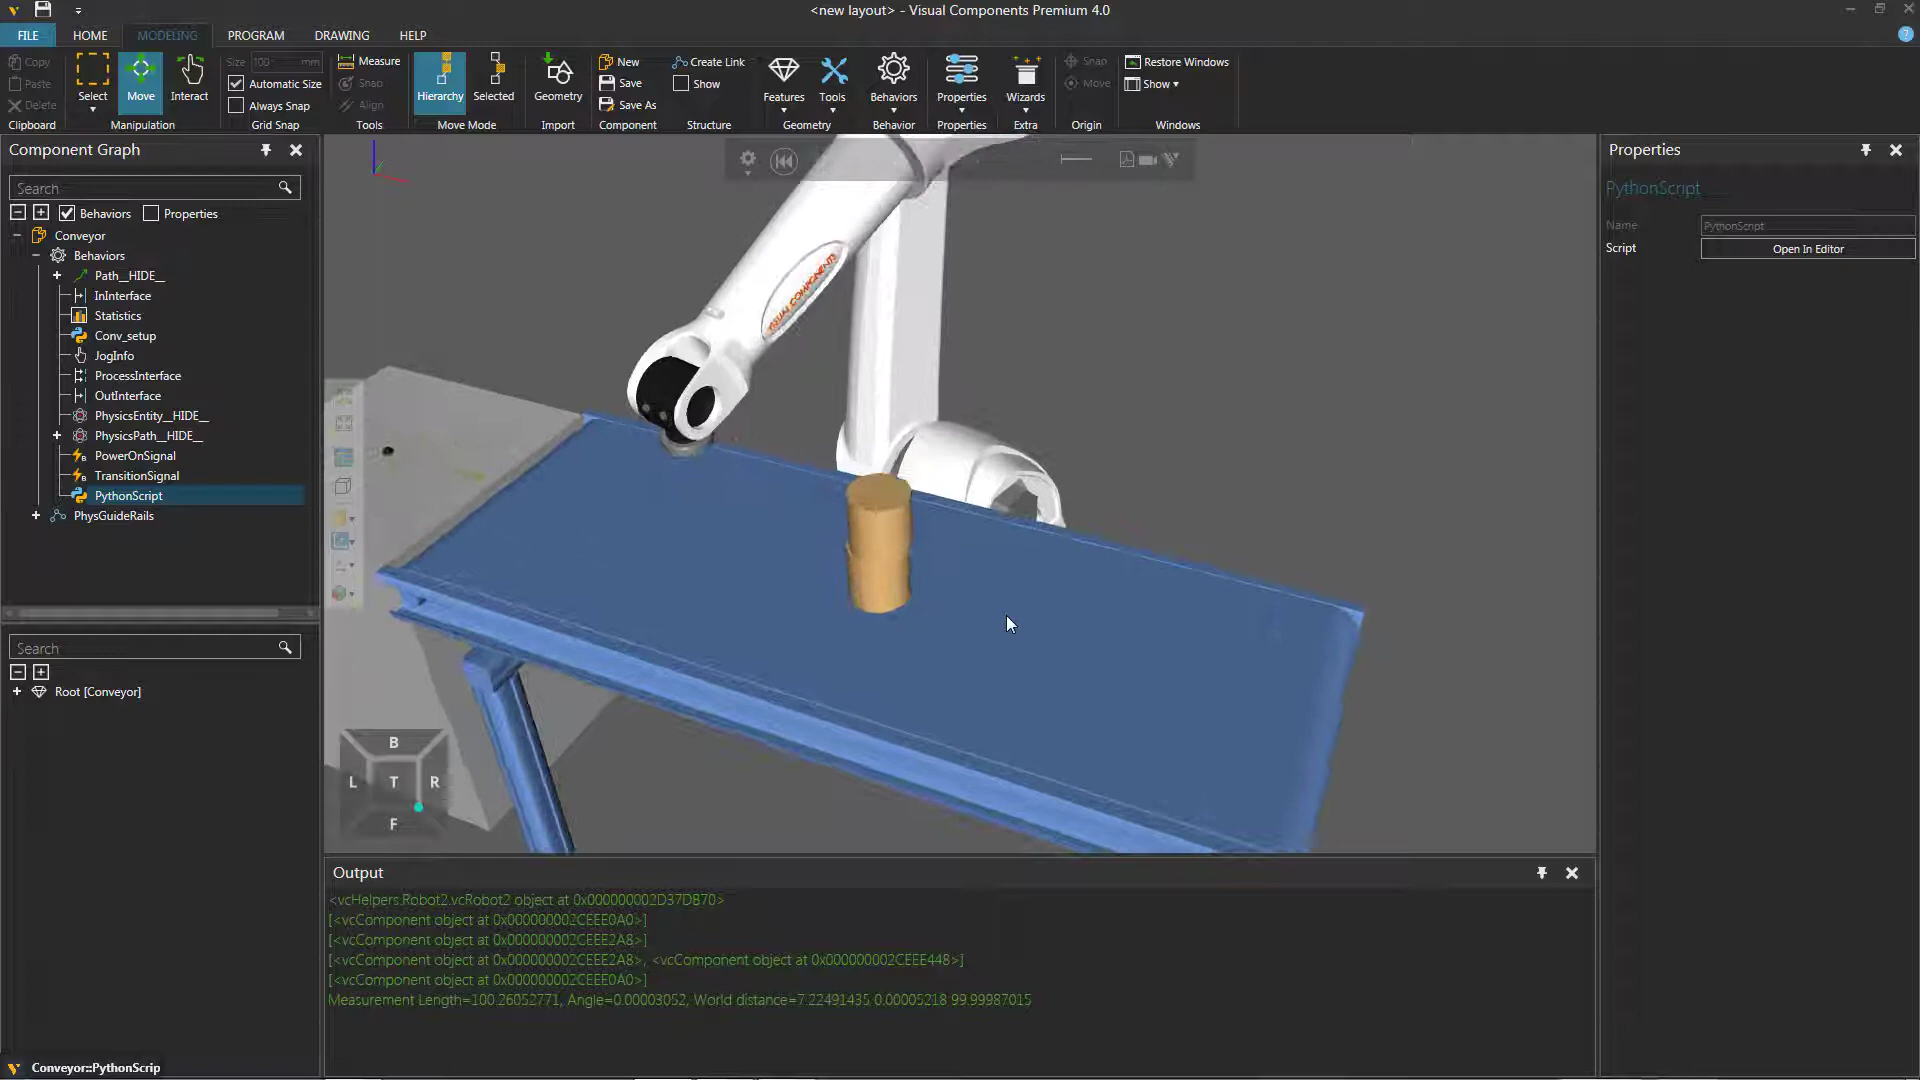 <new layout> - Visual Components Premium 4.0
FILE HOME MODELING PROGRAM DRAWING HELP
Copy
Paste
Delete
Clipboard
Select
Move
Interact
Manipulation
Size 100 mm
Automatic Size
Always Snap
Grid Snap
Measure
Snap
Align
Tools
Hierarchy
Selected
Move Mode
Geometry
Import
New
Save
Save As
Component
Create Link
Show
Structure
Features
Tools
Geometry
Behaviors
Behavior
Properties
Properties
Wizards
Extra
Snap
Move
Origin
Restore Windows
Show
Windows
Component Graph
Search
Behaviors Properties
Conveyor
Behaviors
Path__HIDE__
InInterface
Statistics
Conv_setup
JogInfo
ProcessInterface
OutInterface
PhysicsEntity__HIDE__
PhysicsPath__HIDE__
PowerOnSignal
TransitionSignal
PythonScript
PhysGuideRails
Search
Root [Conveyor]
Conveyor::PythonScrip
VISUAL COMPONENTS
B
L T R
F
Output
<vcHelpers.Robot2.vcRobot2 object at 0x000000002D37DB70>
[<vcComponent object at 0x000000002CEEE0A0>]
[<vcComponent object at 0x000000002CEEE2A8>]
[<vcComponent object at 0x000000002CEEE2A8>, <vcComponent object at 0x000000002CEEE448>]
[<vcComponent object at 0x000000002CEEE0A0>]
Measurement Length=100.26052771, Angle=0.00003052, World distance=7.22491435 0.00005218 99.99987015
Properties
PythonScript
Name PythonScript
Script Open In Editor